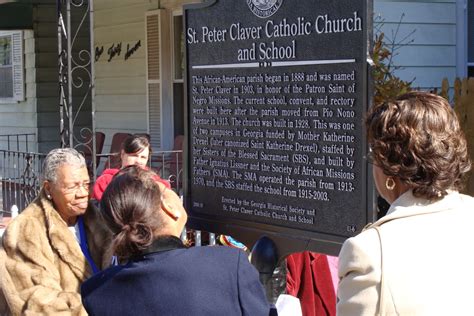 St. Peter Claver Catholic Church
and School
This African-American parish began in 1888 and was named
St. Peter Claver in 1903, in honor of the Patron Saint of
Negro Missions. The current school, convent, and rectory
were built here after the parish moved from Pio Nono
Avenue in 1913. The church was built in 1928. This was one
of two campuses in Georgia funded by Mother Katherine
Drexel (later canonized Saint Katherine Drexel), staffed by
her Sisters of the Blessed Sacrament (SBS), and built by
Father Ignatius Lissner and the Society of African Missions
Fathers (SMA). The SMA operated the parish from 1913-
1970, and the SBS staffed the school from 1915-2003.
Erected by the Georgia Historical Society and
St. Peter Claver Catholic Church and School